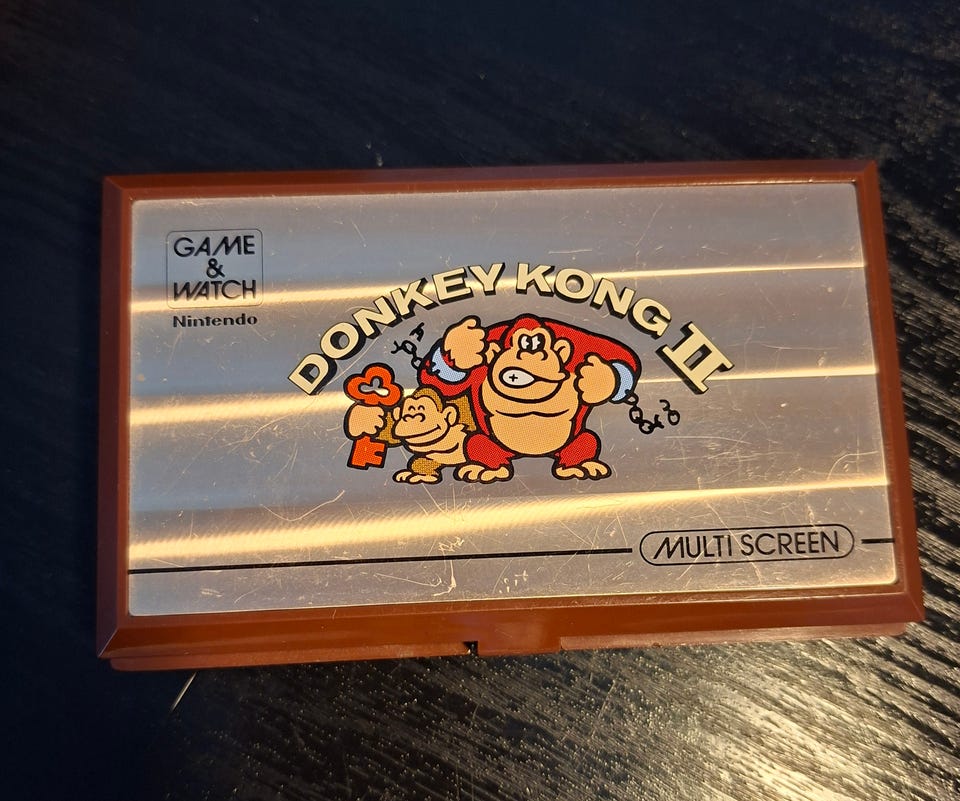 GAME
&
WATCH
Nintendo
DONKEY KONG II
MULTI SCREEN